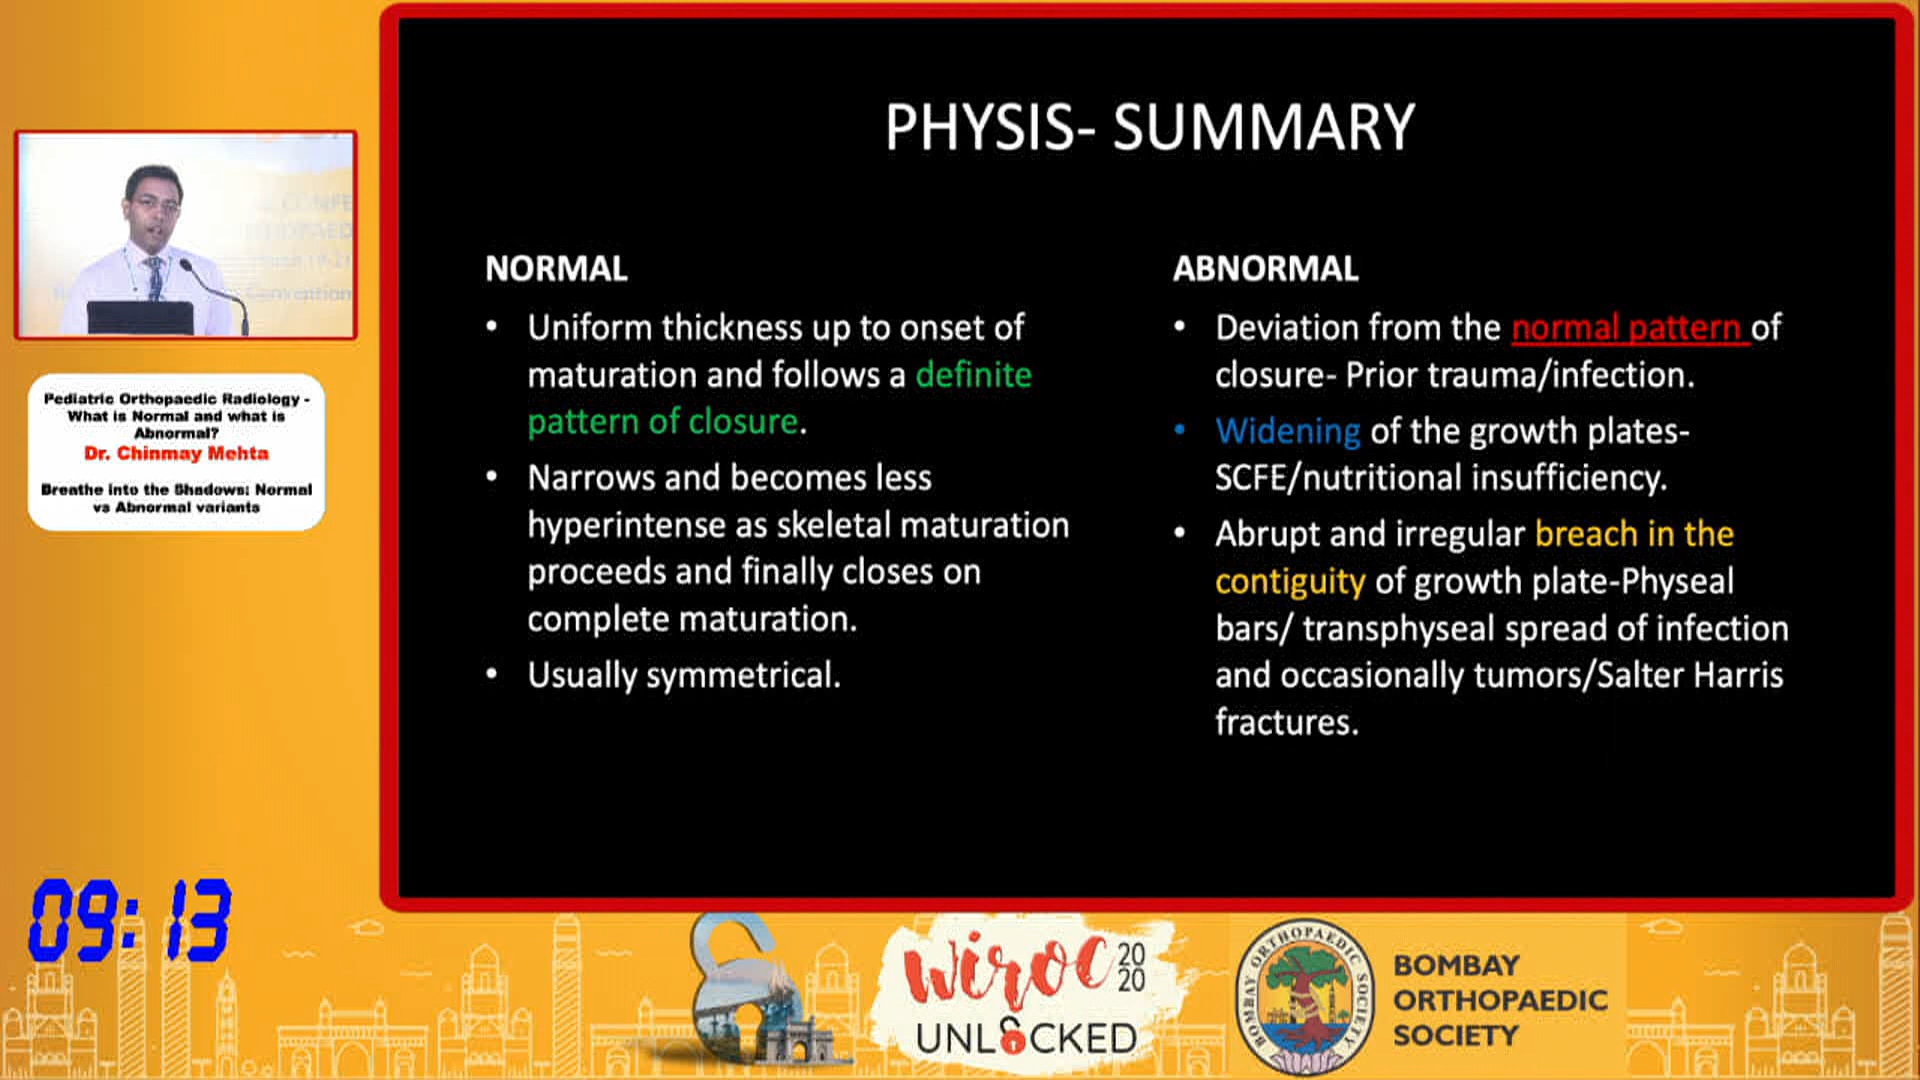 PHYSIS- SUMMARY
NORMAL
• Uniform thickness up to onset of
maturation and follows a definite
pattern of closure.
• Narrows and becomes less
hyperintense as skeletal maturation
proceeds and finally closes on
complete maturation.
• Usually symmetrical.
ABNORMAL
• Deviation from the normal pattern of
closure- Prior trauma/infection.
• Widening of the growth plates-
SCFE/nutritional insufficiency.
• Abrupt and irregular breach in the
contiguity of growth plate-Physeal
bars/ transphyseal spread of infection
and occasionally tumors/Salter Harris
fractures.
Pediatric Orthopaedic Radiology -
What is Normal and what is
Abnormal?
Dr. Chinmay Mehta
Breathe into the Shadows: Normal
vs Abnormal variants
09:13
wiroc 20
20
UNLOCKED
BOMBAY ORTHOPAEDIC SOCIETY
BOMBAY
ORTHOPAEDIC
SOCIETY